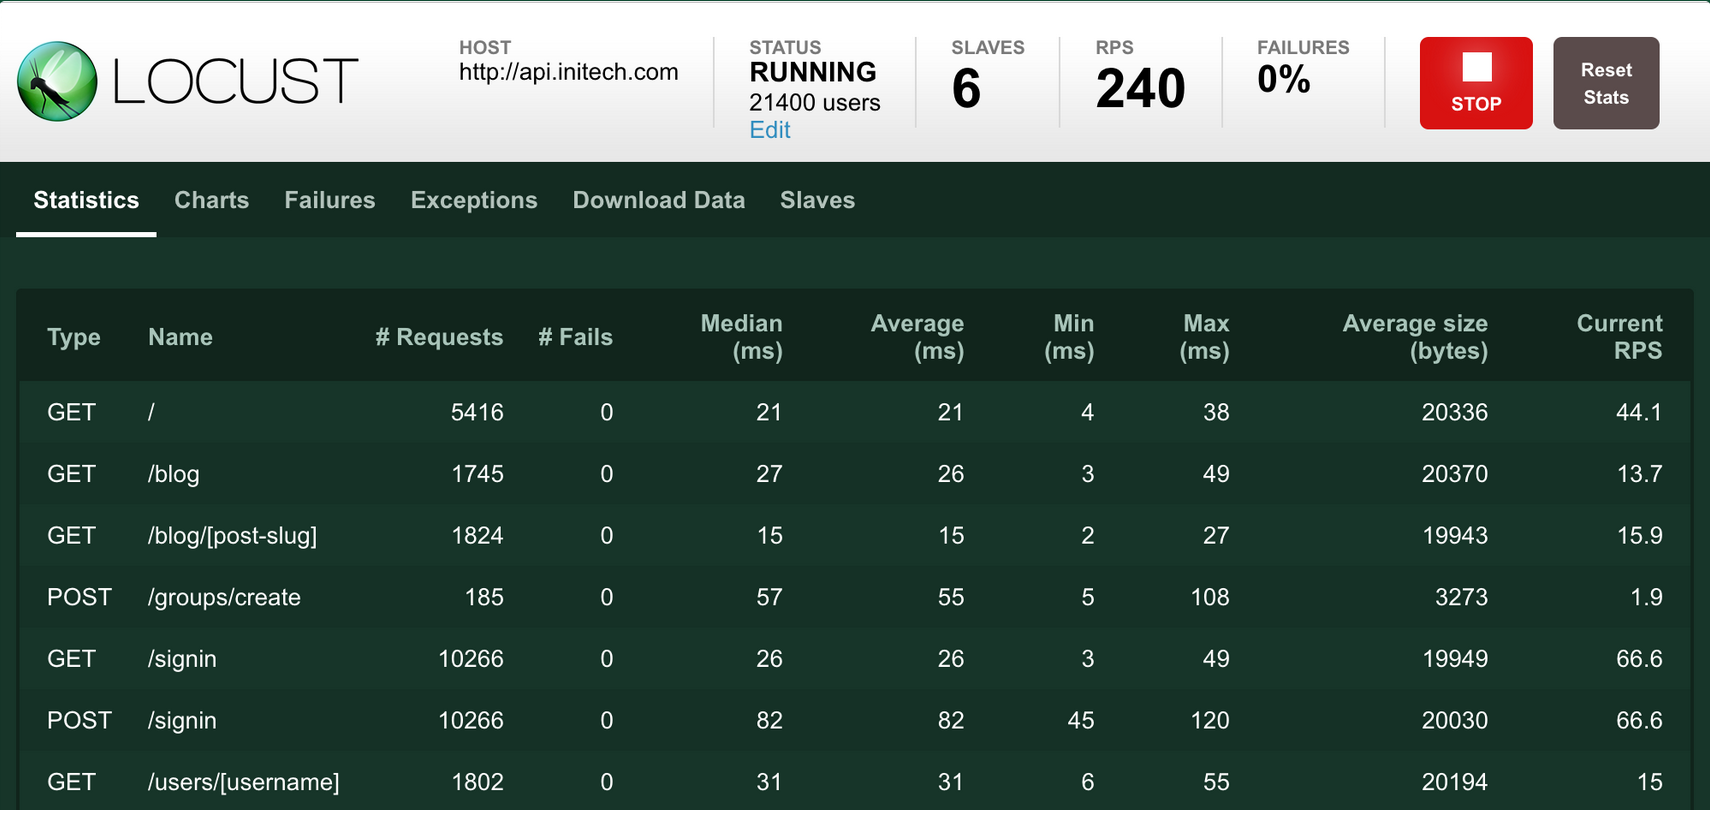 LOCUST
HOST
http://api.initech.com
STATUS
RUNNING
21400 users
Edit
SLAVES
6
RPS
240
FAILURES
0%
STOP
Reset
Stats
Statistics Charts Failures Exceptions Download Data Slaves
Type Name # Requests # Fails Median (ms) Average (ms) Min (ms) Max (ms) Average size (bytes) Current RPS
GET / 5416 0 21 21 4 38 20336 44.1
GET /blog 1745 0 27 26 3 49 20370 13.7
GET /blog/[post-slug] 1824 0 15 15 2 27 19943 15.9
POST /groups/create 185 0 57 55 5 108 3273 1.9
GET /signin 10266 0 26 26 3 49 19949 66.6
POST /signin 10266 0 82 82 45 120 20030 66.6
GET /users/[username] 1802 0 31 31 6 55 20194 15